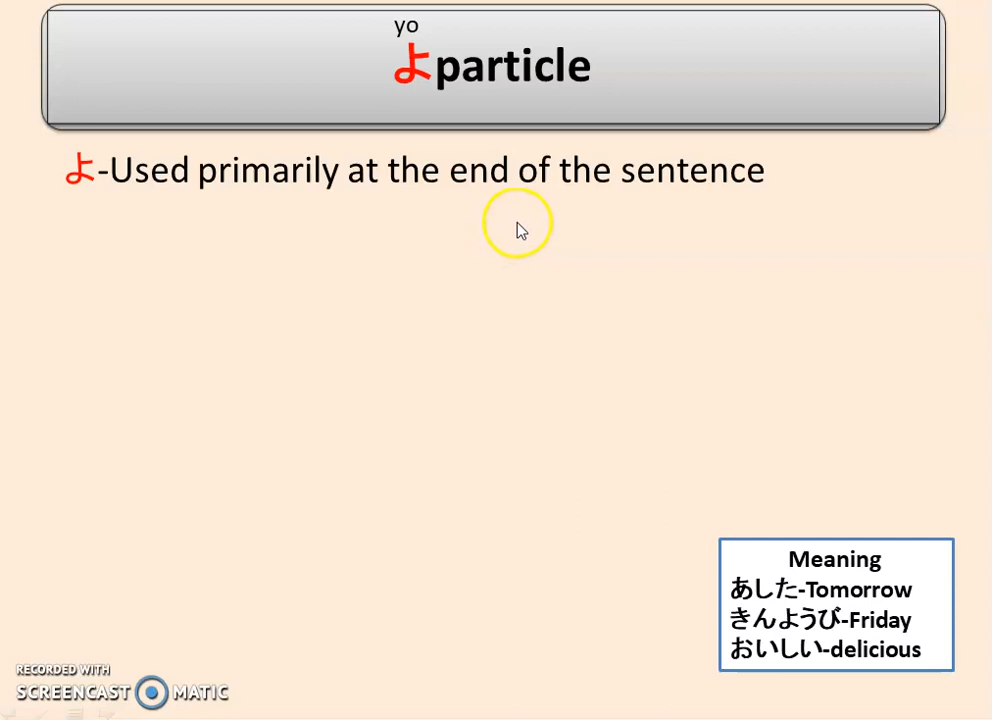 yo
よparticle
よ-Used primarily at the end of the sentence
Meaning
あした-Tomorrow
きんようび-Friday
おいしい-delicious
RECORDED WITH
SCREENCAST MATIC